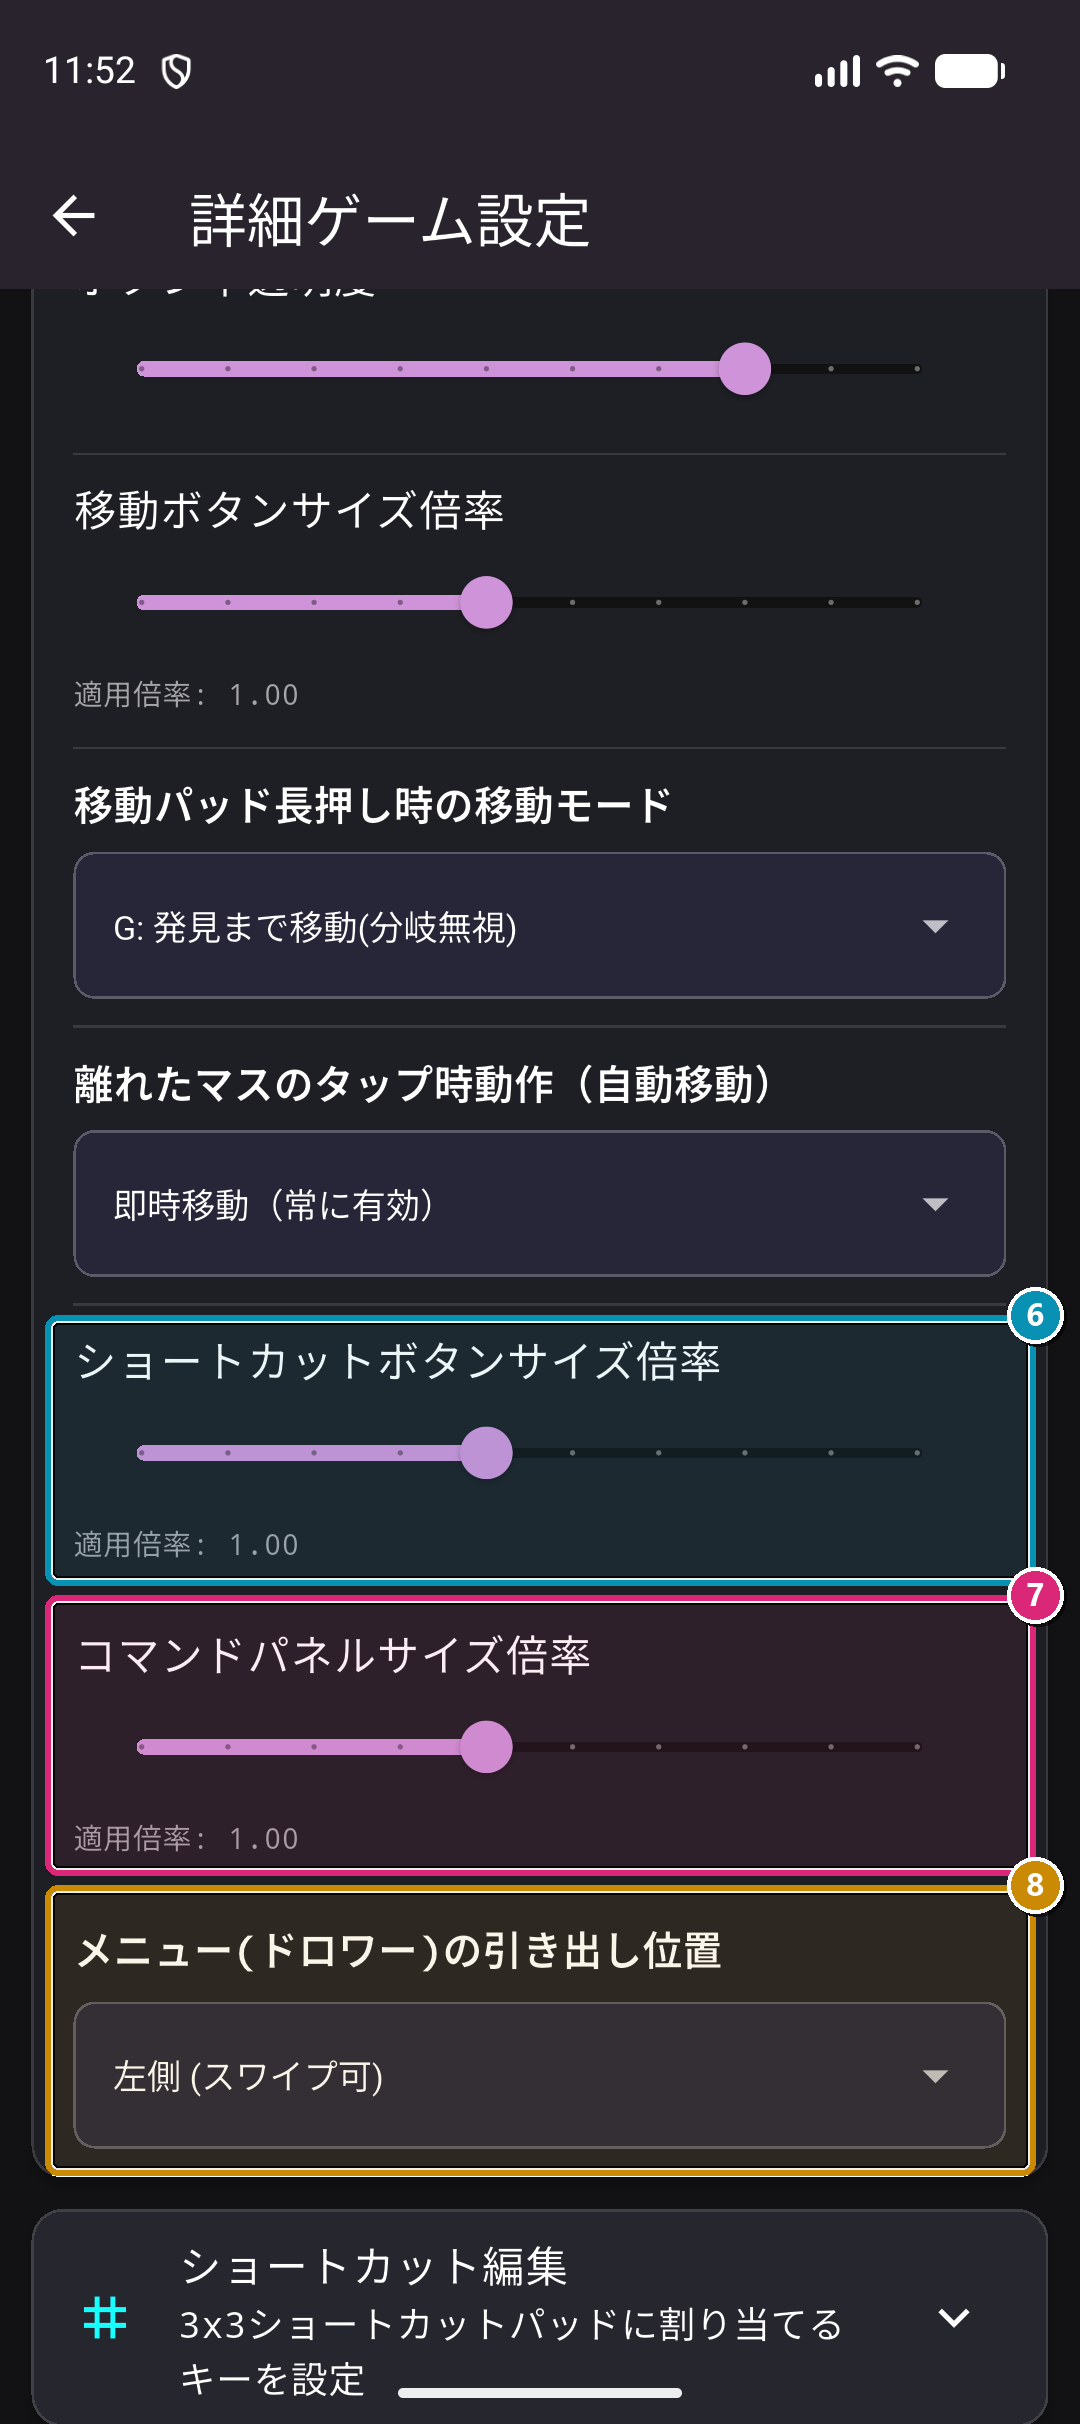 11:52
詳細ゲーム設定
移動ボタンサイズ倍率
適用倍率: 1.00
移動パッド長押し時の移動モード
G: 発見まで移動(分岐無視)
離れたマスのタップ時動作（自動移動）
即時移動（常に有効）
6
ショートカットボタンサイズ倍率
適用倍率: 1.00
7
コマンドパネルサイズ倍率
適用倍率: 1.00
8
メニュー(ドロワー)の引き出し位置
左側 (スワイプ可)
ショートカット編集
3x3ショートカットパッドに割り当てる
キーを設定